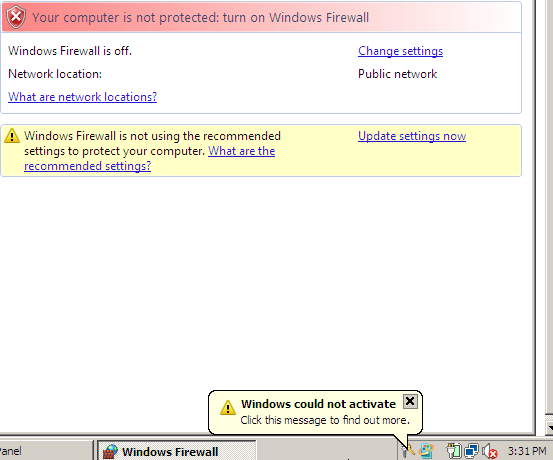 Your computer is not protected: turn on Windows Firewall
Windows Firewall is off.
Change settings
Network location:
Public network
What are network locations?
Windows Firewall is not using the recommended
settings to protect your computer. What are the
recommended settings?
Update settings now
Windows could not activate
Click this message to find out more.
Panel
Windows Firewall
3:31 PM